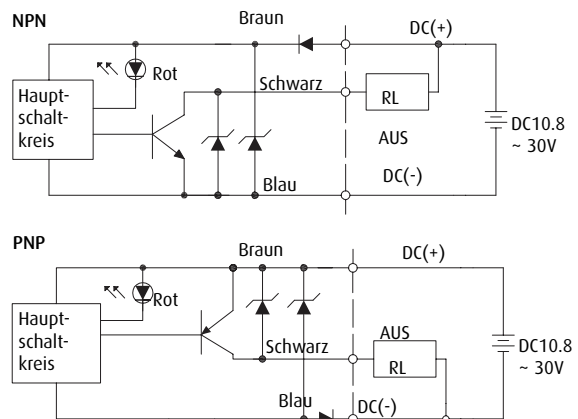 NPN
Braun
DC(+)
Rot
Schwarz
RL
Haupt-
schalt-
kreis
AUS
DC10.8
~ 30V
Blau
DC(-)
PNP
Braun
DC(+)
Rot
Haupt-
schalt-
kreis
AUS
Schwarz
RL
DC10.8
~ 30V
Blau
DC(-)